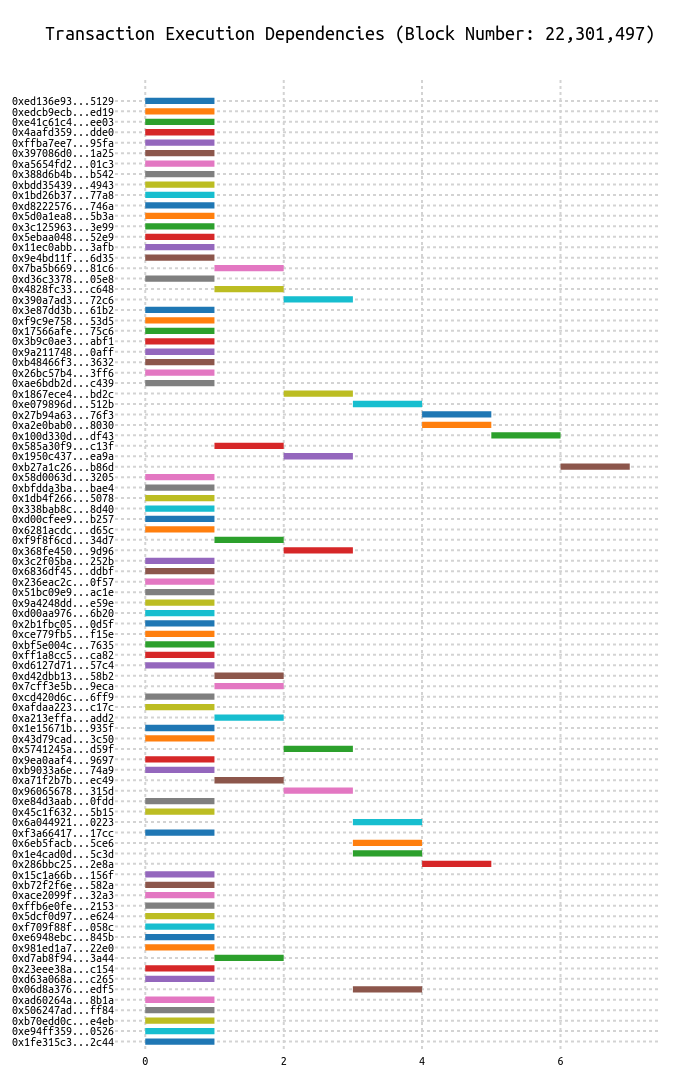 Transaction Execution Dependencies (Block Number: 22,301,497)
0xed136e93...5129
0xedcb9ecb...ed19
0xe41c61c4...ee03
0x4aafd359...dde0
0xffba7ee7...95fa
0x397086d0...1a25
0xa5654fd2...01c3
0x388d6b4b...b542
0xbdd35439...4943
0x1bd26b37...77a8
0xd8222576...746a
0x5d0a1ea8...5b3a
0x3c125963...3e99
0x5ebaa048...52e9
0x11ec0abb...3afb
0x9e4bd11f...6d35
0x7ba5b669...81c6
0xd36c3378...05e8
0x4828fc33...c648
0x390a7ad3...72c6
0x3e87dd3b...61b2
0xf9c9e758...53d5
0x17566afe...75c6
0x3b9c0ae3...abf1
0x9a211748...0aff
0xb48466f3...3632
0x26bc57b4...3ff6
0xae6bdb2d...c439
0x1867ece4...bd2c
0xe079896d...512b
0x27b94a63...76f3
0xa2e0bab0...8030
0x100d330d...df43
0x585a30f9...c13f
0x1950c437...ea9a
0xb27a1c26...b86d
0x58d0063d...3205
0xbfdda3ba...bae4
0x1db4f266...5078
0x338bab8c...8d40
0xd00cfee9...b257
0x6281acdc...d65c
0xf9f8f6cd...34d7
0x368fe450...9d96
0x3c2f05ba...252b
0x6836df45...ddbf
0x236eac2c...0f57
0x51bc09e9...ac1e
0x9a4248dd...e59e
0xd00aa976...6b20
0x2b1fbc05...0d5f
0xce779fb5...f15e
0xbf5e004c...7635
0xff1a8cc5...ca82
0xd6127d71...57c4
0xd42dbb13...58b2
0x7cff3e5b...9eca
0xcd420d6c...6ff9
0xafdaa223...c17c
0xa213effa...add2
0x1e15671b...935f
0x43d79cad...3c50
0x5741245a...d59f
0x9ea0aaf4...9697
0xb9033a6e...74a9
0xa71f2b7b...ec49
0x96065678...315d
0xe84d3aab...0fdd
0x45c1f632...5b15
0x6a044921...0223
0xf3a66417...17cc
0x6eb5facb...5ce6
0x1e4cad0d...5c3d
0x286bbc25...2e8a
0x15c1a66b...156f
0xb72f2f6e...582a
0xace2099f...32a3
0xffb6e0fe...2153
0x5dcf0d97...e624
0xf709f88f...058c
0xe6948ebc...845b
0x981ed1a7...22e0
0xd7ab8f94...3a44
0x23eee38a...c154
0xd63a068a...c265
0x06d8a376...edf5
0xad60264a...8b1a
0x506247ad...ff84
0xb70edd0c...e4eb
0xe94ff359...0526
0x1fe315c3...2c44
0 2 4 6